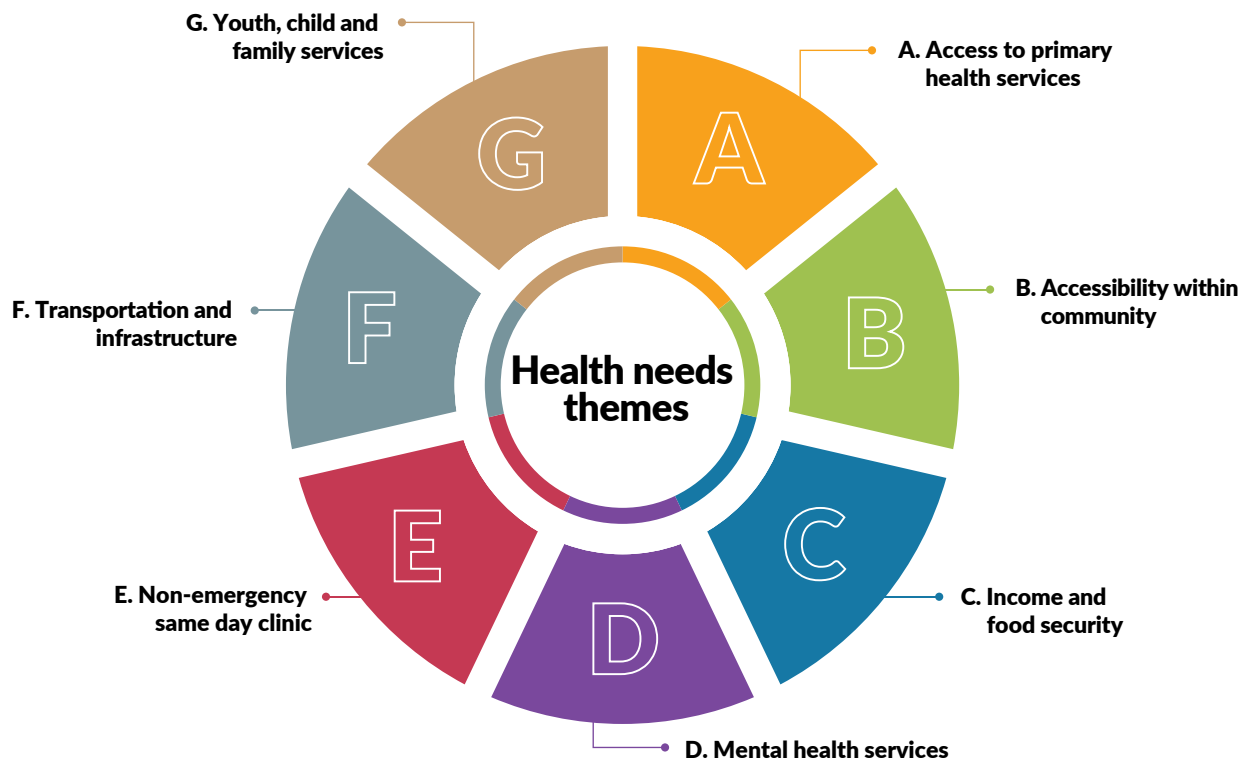 G. Youth, child and
family services
A. Access to primary
health services
G
A
F. Transportation and
infrastructure
F
B
B. Accessibility within
community
Health needs
themes
E
C
E. Non-emergency
same day clinic
C. Income and
food security
D
D. Mental health services